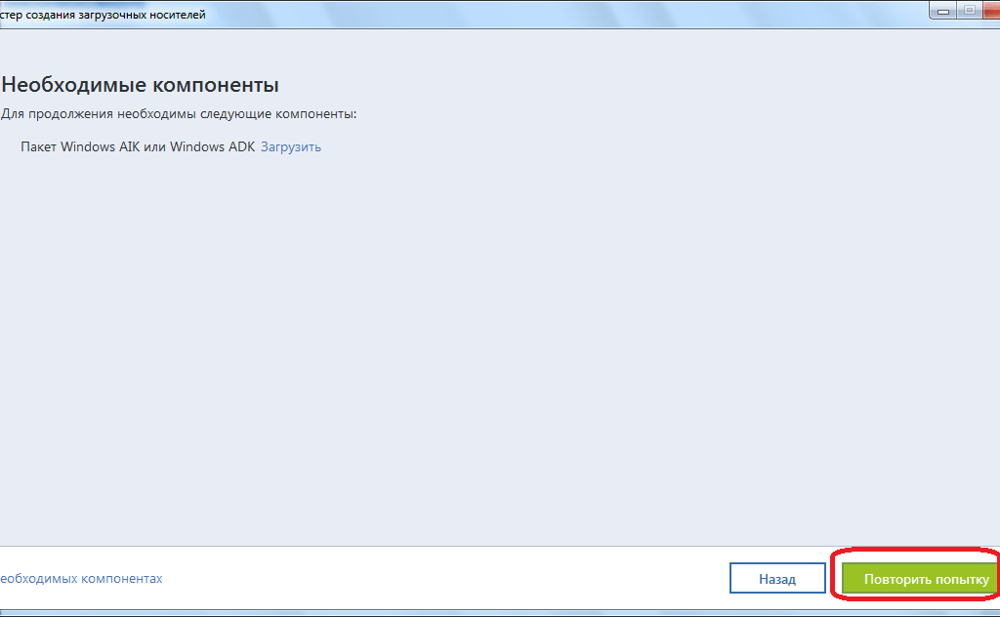 стер создания загрузочных носителей
Необходимые компоненты
Для продолжения необходимы следующие компоненты:
Пакет Windows AIK или Windows ADK Загрузить
еобходимых компонентах
Назад
Повторить попытку